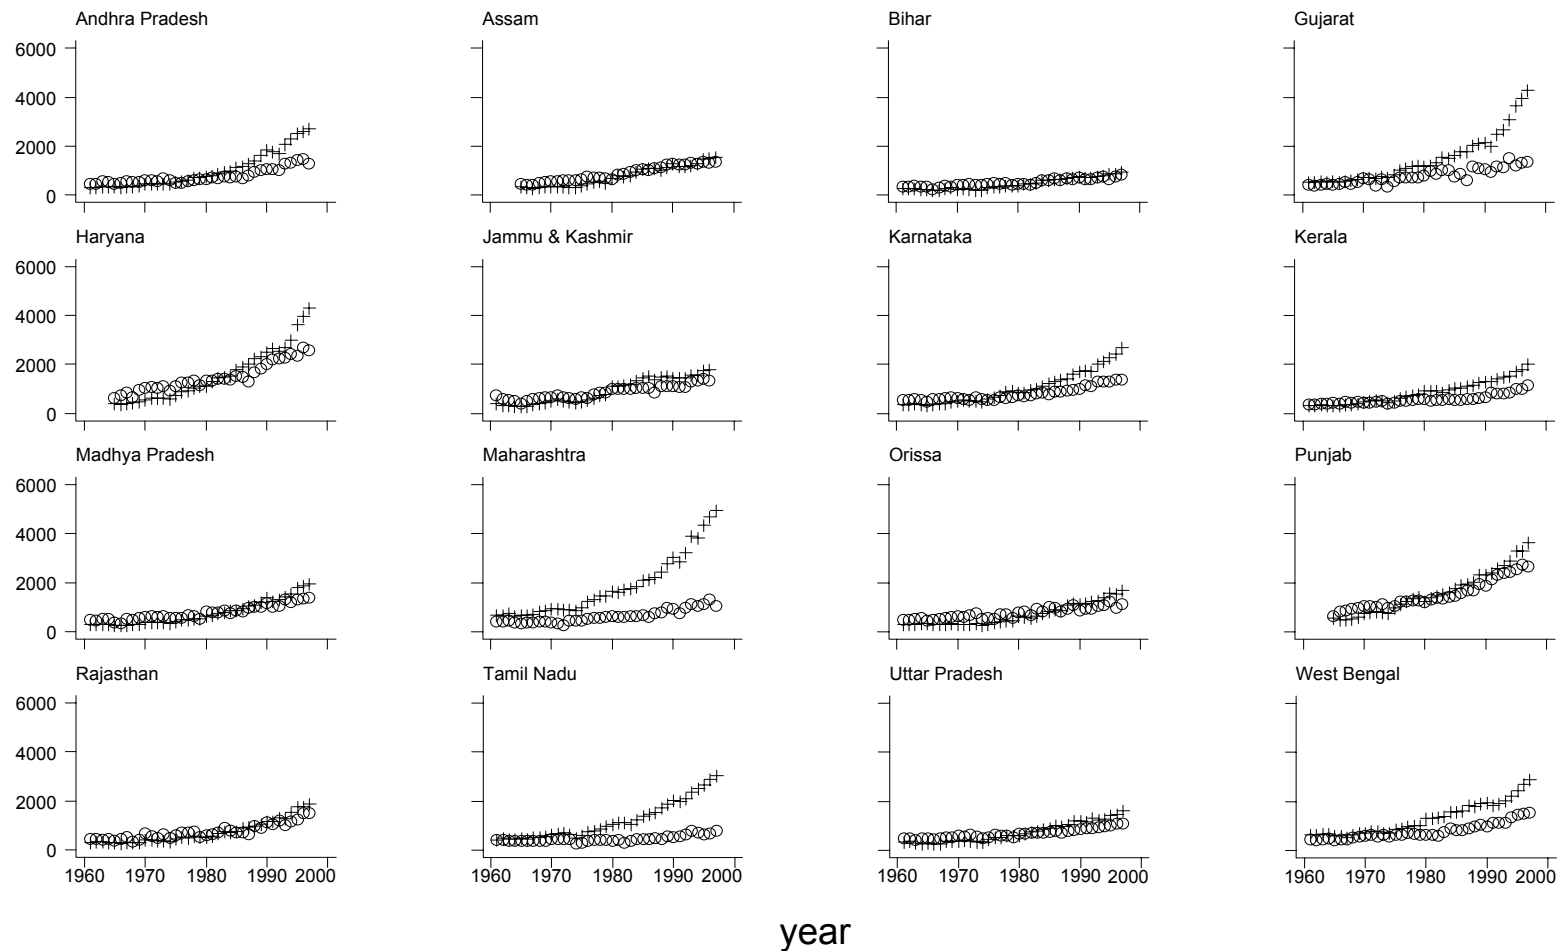 Andhra Pradesh Assam Bihar Gujarat
6000
4000
2000
0
Haryana Jammu & Kashmir Karnataka Kerala
6000
4000
2000
0
Madhya Pradesh Maharashtra Orissa Punjab
6000
4000
2000
0
Rajasthan Tamil Nadu Uttar Pradesh West Bengal
6000
4000
2000
0
1960 1970 1980 1990 2000 1960 1970 1980 1990 2000 1960 1970 1980 1990 2000 1960 1970 1980 1990 2000
year